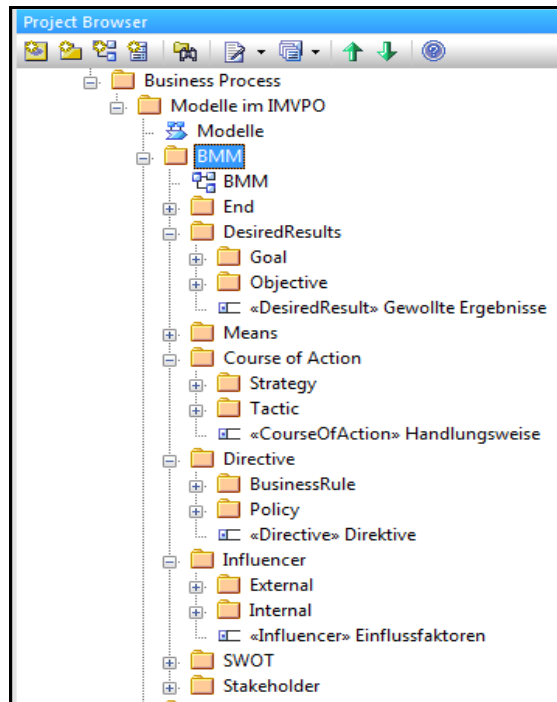 Project Browser
Business Process
Modelle im IMVPO
Modelle
BMM
BMM
End
DesiredResults
Goal
Objective
«DesiredResult» Gewollte Ergebnisse
Means
Course of Action
Strategy
Tactic
«CourseOfAction» Handlungsweise
Directive
BusinessRule
Policy
«Directive» Direktive
Influencer
External
Internal
«Influencer» Einflussfaktoren
SWOT
Stakeholder